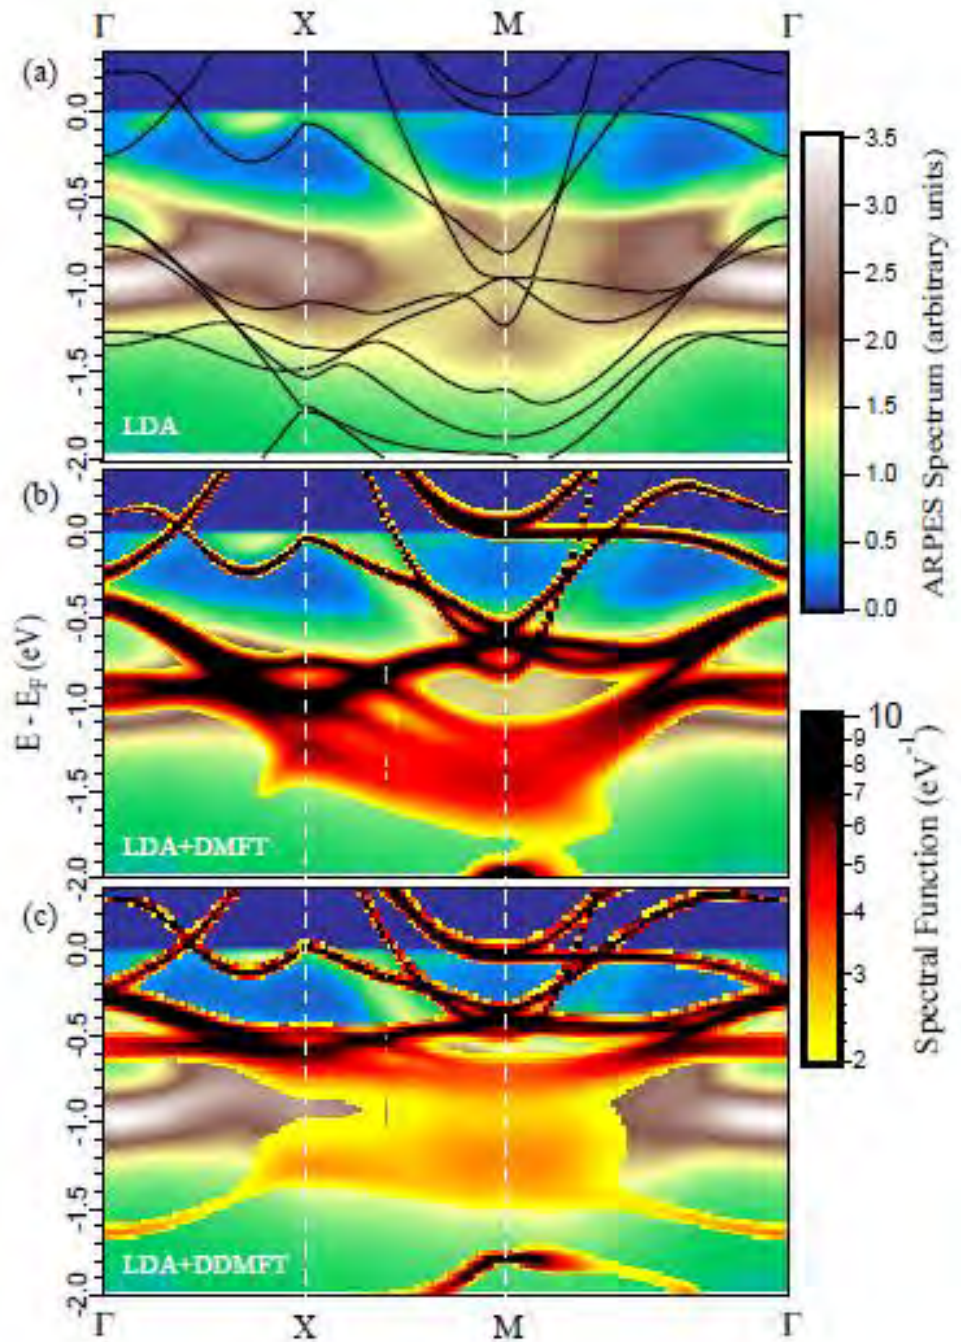 Γ X M Γ
(a)
0.0
-0.5
-1.0
-1.5
-2.0
LDA
3.5
3.0
2.5
2.0
1.5
1.0
0.5
0.0
ARPES Spectrum (arbitrary units)
(b)
0.0
-0.5
-1.0
-1.5
-2.0
E - E_F (eV)
LDA+DMFT
10
9
8
7
6
5
4
3
2
Spectral Function (eV⁻¹)
(c)
0.0
-0.5
-1.0
-1.5
-2.0
LDA+DDMFT
Γ X M Γ